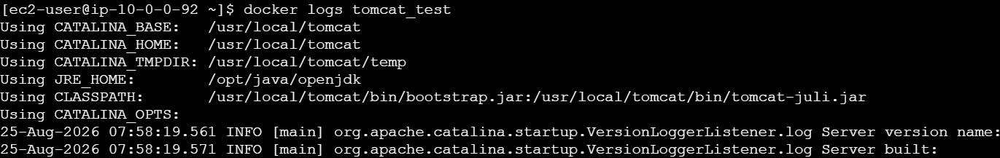 [ec2-user@ip-10-0-0-92 ~]$ docker logs tomcat_test
Using CATALINA_BASE:   /usr/local/tomcat
Using CATALINA_HOME:   /usr/local/tomcat
Using CATALINA_TMPDIR: /usr/local/tomcat/temp
Using JRE_HOME:        /opt/java/openjdk
Using CLASSPATH:       /usr/local/tomcat/bin/bootstrap.jar:/usr/local/tomcat/bin/tomcat-juli.jar
Using CATALINA_OPTS:
25-Aug-2026 07:58:19.561 INFO [main] org.apache.catalina.startup.VersionLoggerListener.log Server version name:
25-Aug-2026 07:58:19.571 INFO [main] org.apache.catalina.startup.VersionLoggerListener.log Server built: